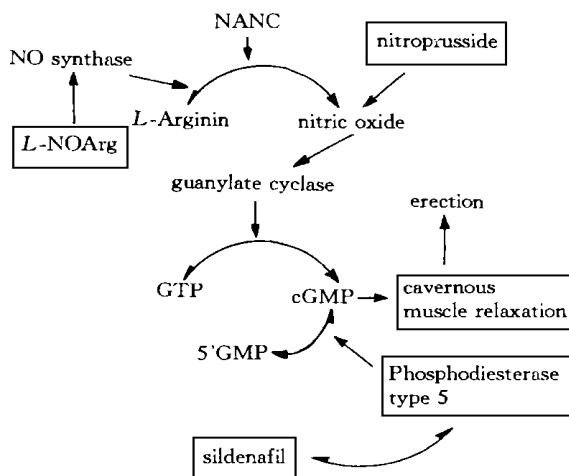 NANC
nitroprusside
NO synthase
L-Arginin
nitric oxide
L-NOArg
guanylate cyclase
erection
GTP
cGMP
cavernous
muscle relaxation
5'GMP
Phosphodiesterase
type 5
sildenafil